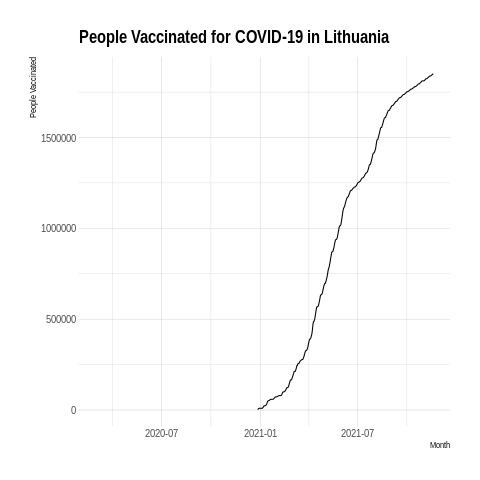 People Vaccinated for COVID-19 in Lithuania
People Vaccinated
1500000
1000000
500000
0
2020-07 2021-01 2021-07
Month